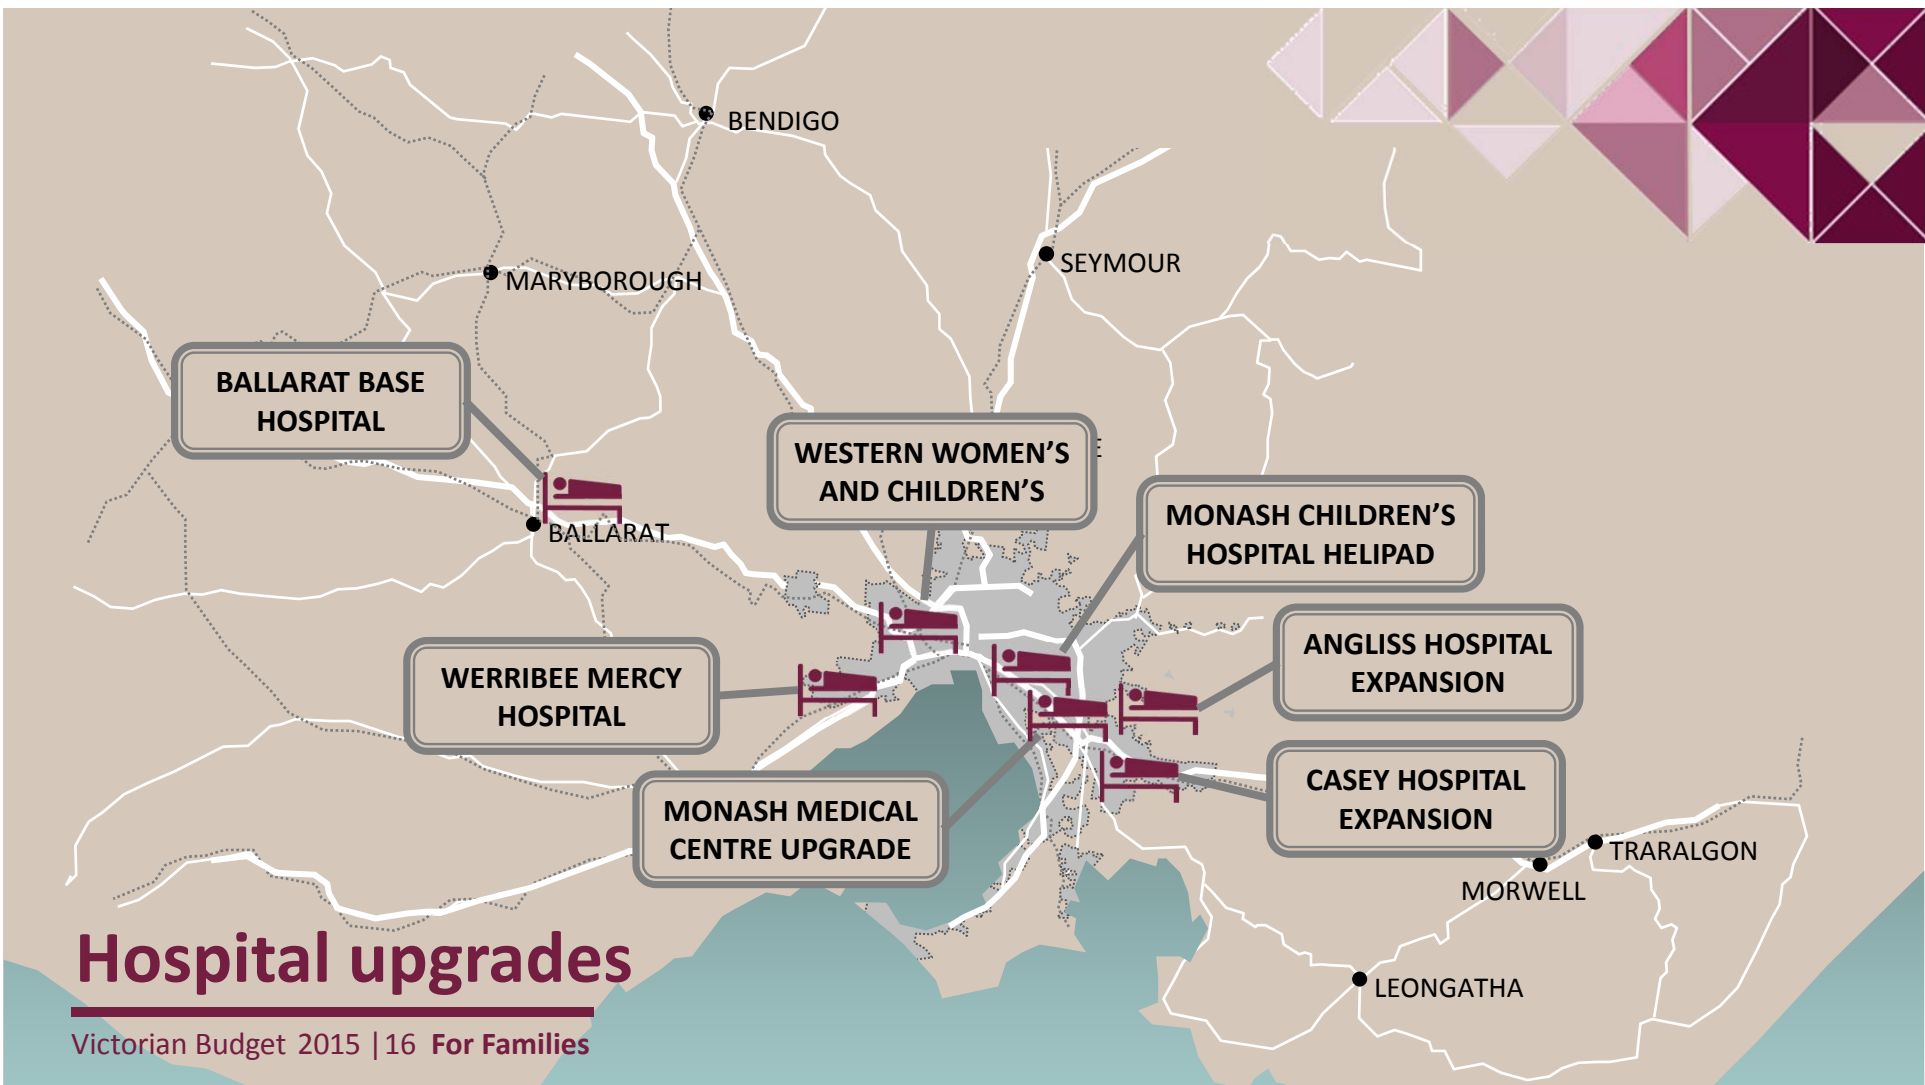 BENDIGO
SEYMOUR
MARYBOROUGH
BALLARAT BASE
HOSPITAL
WESTERN WOMEN’S
AND CHILDREN’S
MONASH CHILDREN’S
HOSPITAL HELIPAD
BALLARAT
ANGLISS HOSPITAL
EXPANSION
WERRIBEE MERCY
HOSPITAL
CASEY HOSPITAL
EXPANSION
MONASH MEDICAL
CENTRE UPGRADE
TRARALGON
MORWELL
LEONGATHA
Hospital upgrades
Victorian Budget 2015 |16 For Families